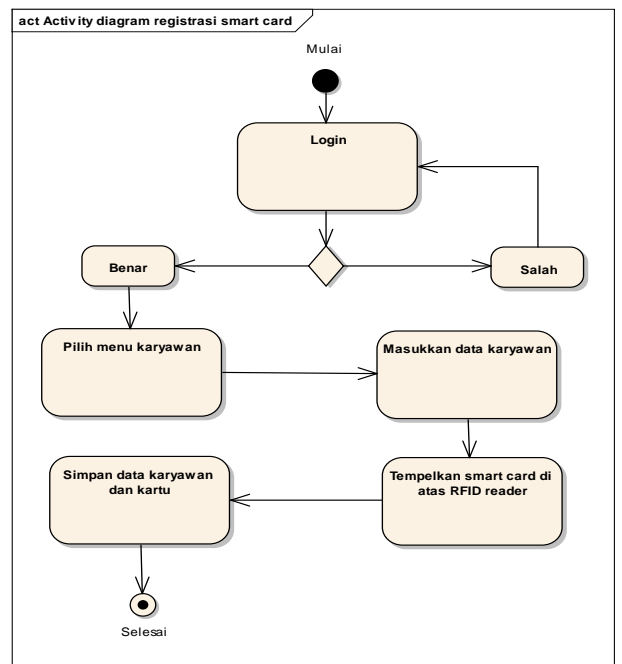 act Activity diagram registrasi smart card
Mulai
Login
Benar
Salah
Pilih menu karyawan
Masukkan data karyawan
Tempelkan smart card di
atas RFID reader
Simpan data karyawan
dan kartu
Selesai